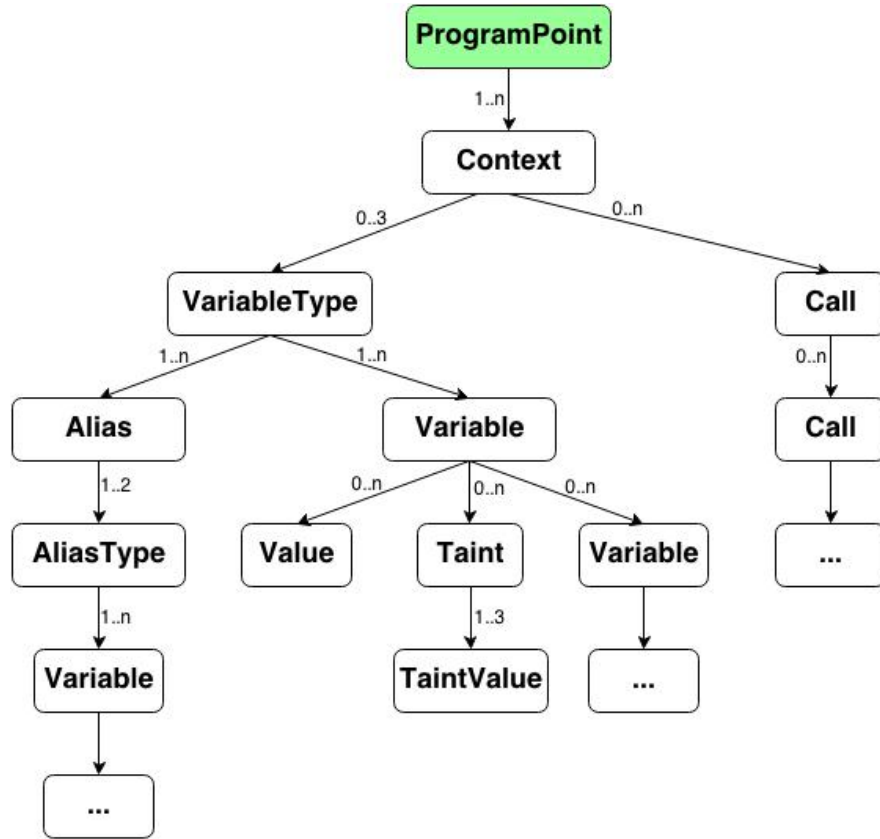 ProgramPoint
1..n
Context
0..3
0..n
VariableType
Call
1..n
1..n
0..n
Alias
Variable
Call
1..2
0..n
0..n
0..n
AliasType
Value
Taint
Variable
...
1..n
1..3
Variable
TaintValue
...
...